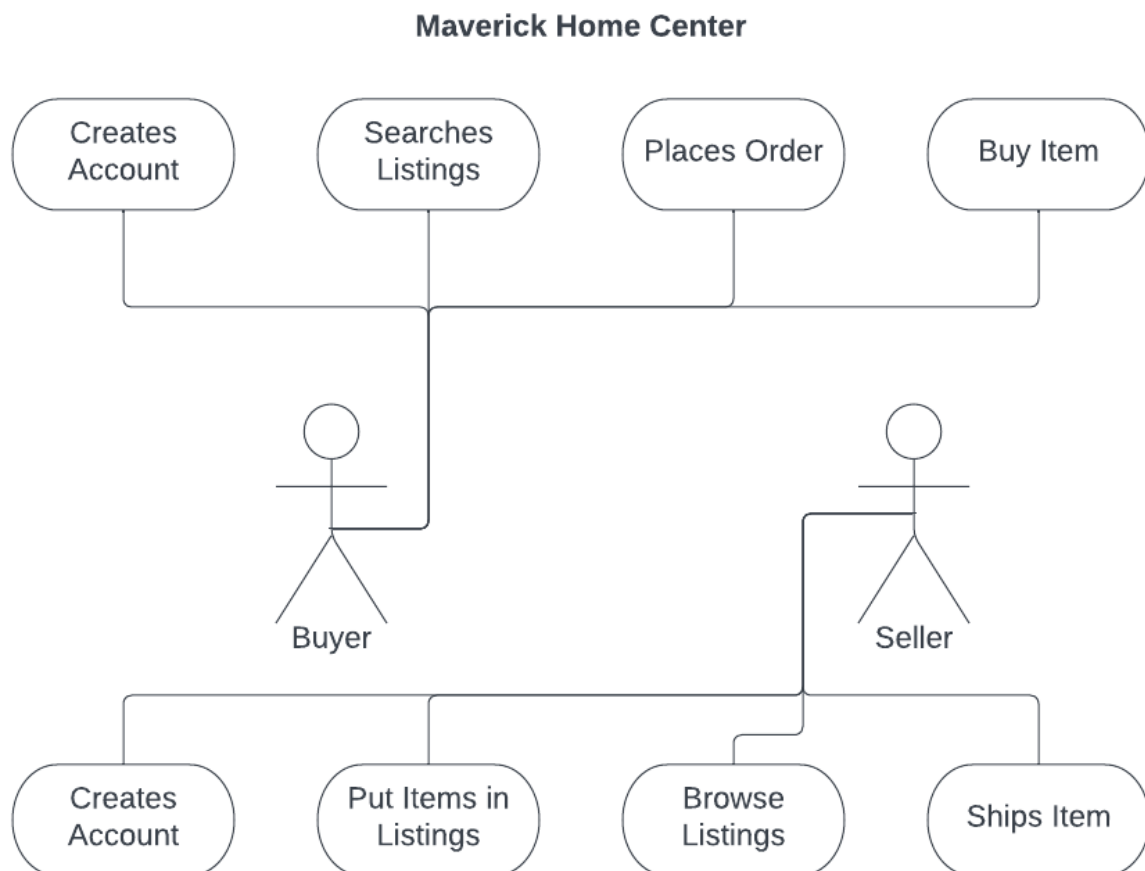 Maverick Home Center
Creates
Account
Searches
Listings
Places Order
Buy Item
Buyer
Seller
Creates
Account
Put Items in
Listings
Browse
Listings
Ships Item